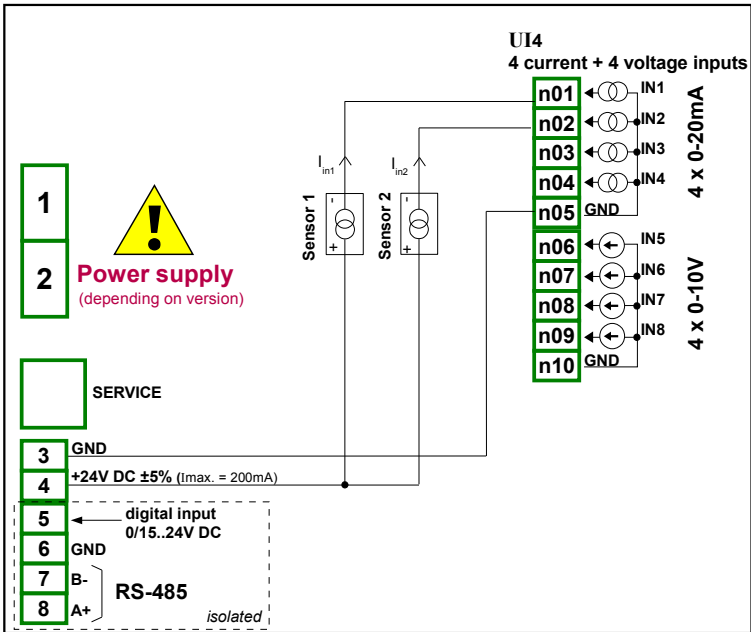 UI4
4 current + 4 voltage inputs
n01
IN1
n02
IN2
n03
IN3
n04
IN4
n05
GND
4 x 0-20mA
n06
IN5
n07
IN6
n08
IN7
n09
IN8
n10
GND
4 x 0-10V
Iin1
Iin2
Sensor 1
- +
Sensor 2
- +
1
2
!
Power supply
(depending on version)
SERVICE
3 GND
4 +24V DC ±5% (Imax. = 200mA)
5 digital input
0/15..24V DC
6 GND
7 B-
8 A+
RS-485
isolated